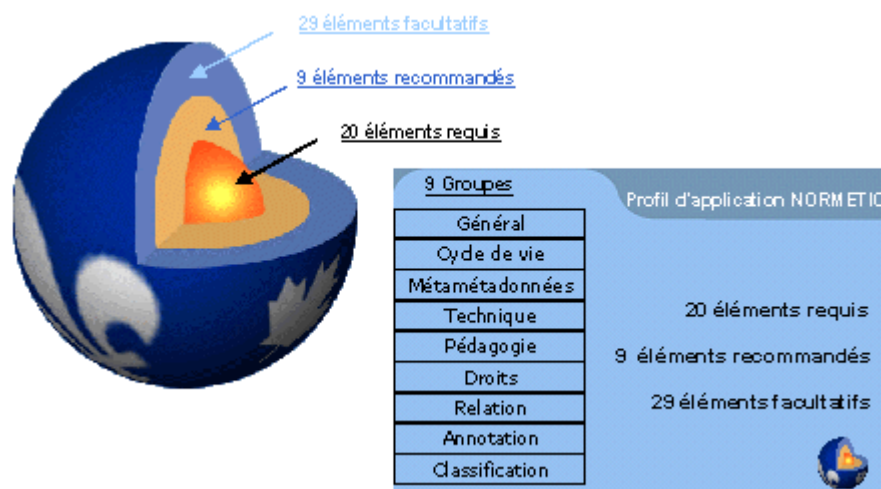 29 éléments facultatifs
9 éléments recommandés
20 éléments requis
9 Groupes
Profil d'application NORMETIC
Général
Cycle de vie
Métamétadonnées
Technique
Pédagogie
Droits
Relation
Annotation
Classification
20 éléments requis
9 éléments recommandés
29 éléments facultatifs